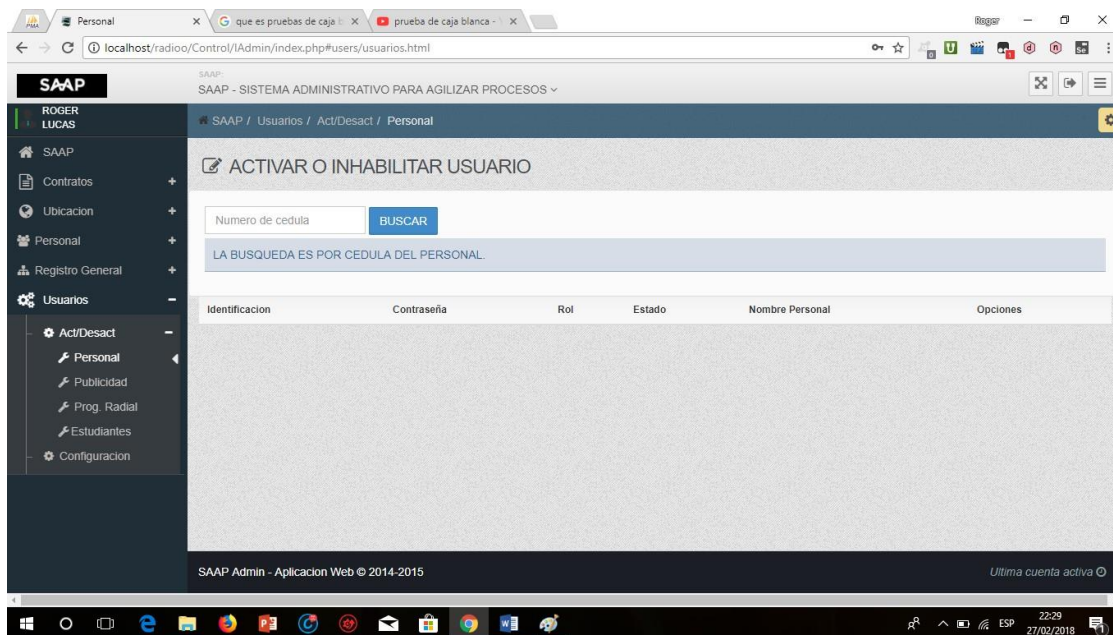 PMA
Personal
G que es pruebas de caja b
prueba de caja blanca -
Roger
localhost/radioo/Control/IAdmin/index.php#users/usuarios.html
SAAP
SAAP:
SAAP - SISTEMA ADMINISTRATIVO PARA AGILIZAR PROCESOS
ROGER
LUCAS
SAAP / Usuarios / Act/Desact / Personal
SAAP
Contratos +
Ubicacion +
Personal +
Registro General +
Usuarios -
Act/Desact -
Personal
Publicidad
Prog. Radial
Estudiantes
Configuracion
ACTIVAR O INHABILITAR USUARIO
Numero de cedula
BUSCAR
LA BUSQUEDA ES POR CEDULA DEL PERSONAL.
Identificacion Contraseña Rol Estado Nombre Personal Opciones
SAAP Admin - Aplicacion Web © 2014-2015
Ultima cuenta activa
ESP
22:29
27/02/2018